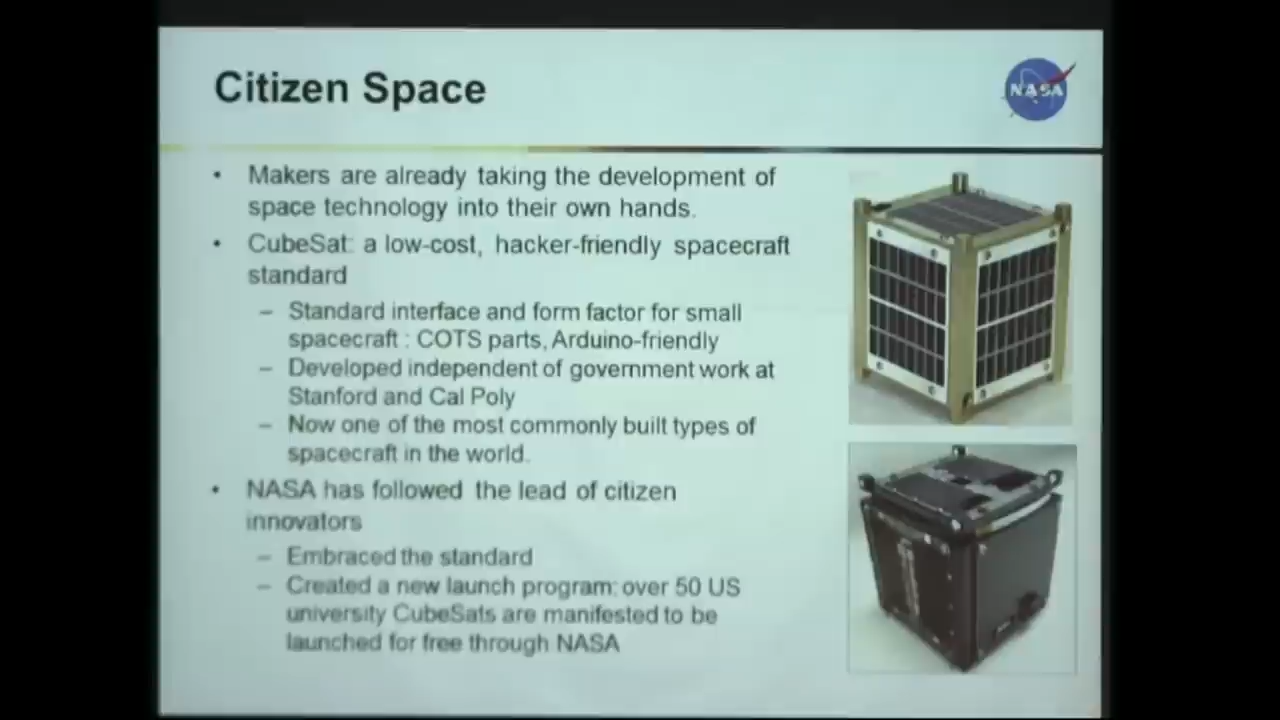 Citizen Space
NASA
• Makers are already taking the development of
space technology into their own hands.
• CubeSat: a low-cost, hacker-friendly spacecraft
standard
– Standard interface and form factor for small
spacecraft : COTS parts, Arduino-friendly
– Developed independent of government work at
Stanford and Cal Poly
– Now one of the most commonly built types of
spacecraft in the world.
• NASA has followed the lead of citizen
innovators
– Embraced the standard
– Created a new launch program: over 50 US
university CubeSats are manifested to be
launched for free through NASA